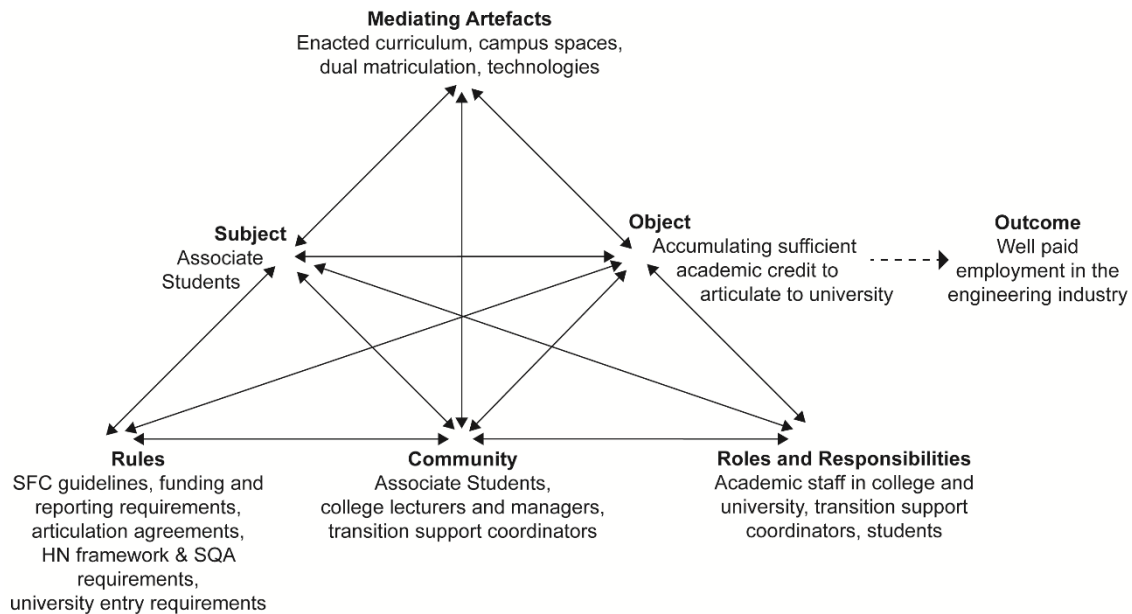 Mediating Artefacts
Enacted curriculum, campus spaces,
dual matriculation, technologies
Subject
Associate
Students
Object
Accumulating sufficient
academic credit to
articulate to university
Outcome
Well paid
employment in the
engineering industry
Rules
SFC guidelines, funding and
reporting requirements,
articulation agreements,
HN framework & SQA
requirements,
university entry requirements
Community
Associate Students,
college lecturers and managers,
transition support coordinators
Roles and Responsibilities
Academic staff in college and
university, transition support
coordinators, students